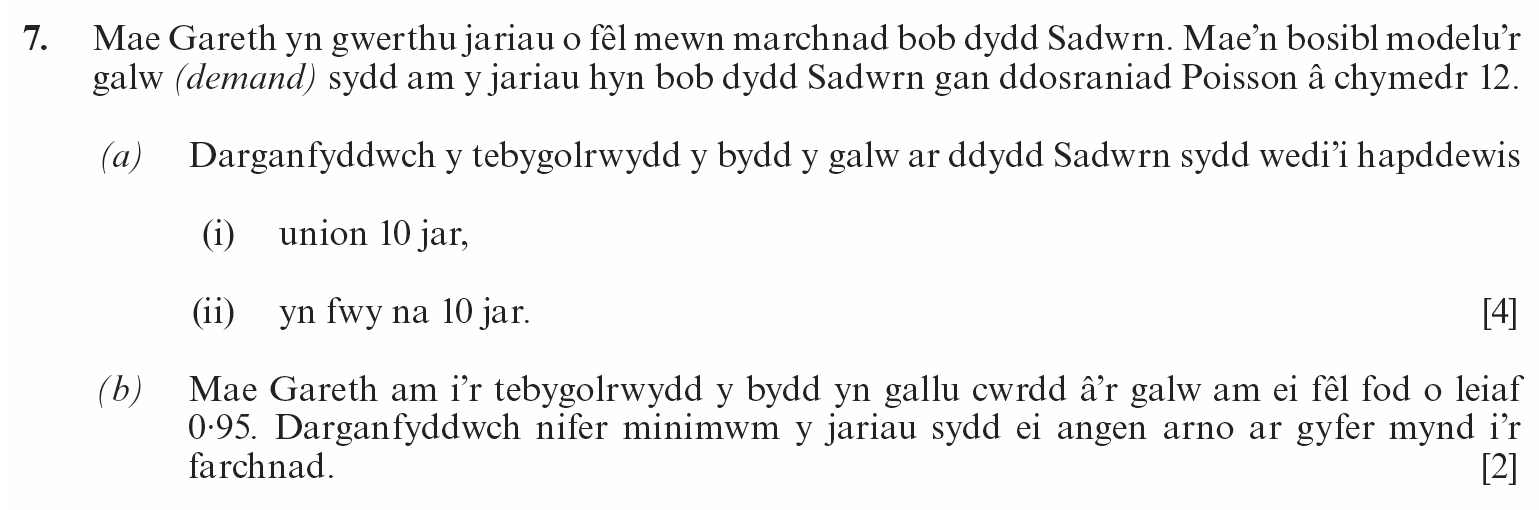 7. Mae Gareth yn gwerthu jariau o fêl mewn marchnad bob dydd Sadwrn. Mae’n bosibl modelu’r
galw (demand) sydd am y jariau hyn bob dydd Sadwrn gan ddosraniad Poisson â chymedr 12.
(a) Darganfyddwch y tebygolrwydd y bydd y galw ar ddydd Sadwrn sydd wedi’i hapddewis
(i) union 10 jar,
(ii) yn fwy na 10 jar. [4]
(b) Mae Gareth am i’r tebygolrwydd y bydd yn gallu cwrdd â’r galw am ei fêl fod o leiaf
0·95. Darganfyddwch nifer minimwm y jariau sydd ei angen arno ar gyfer mynd i’r
farchnad. [2]